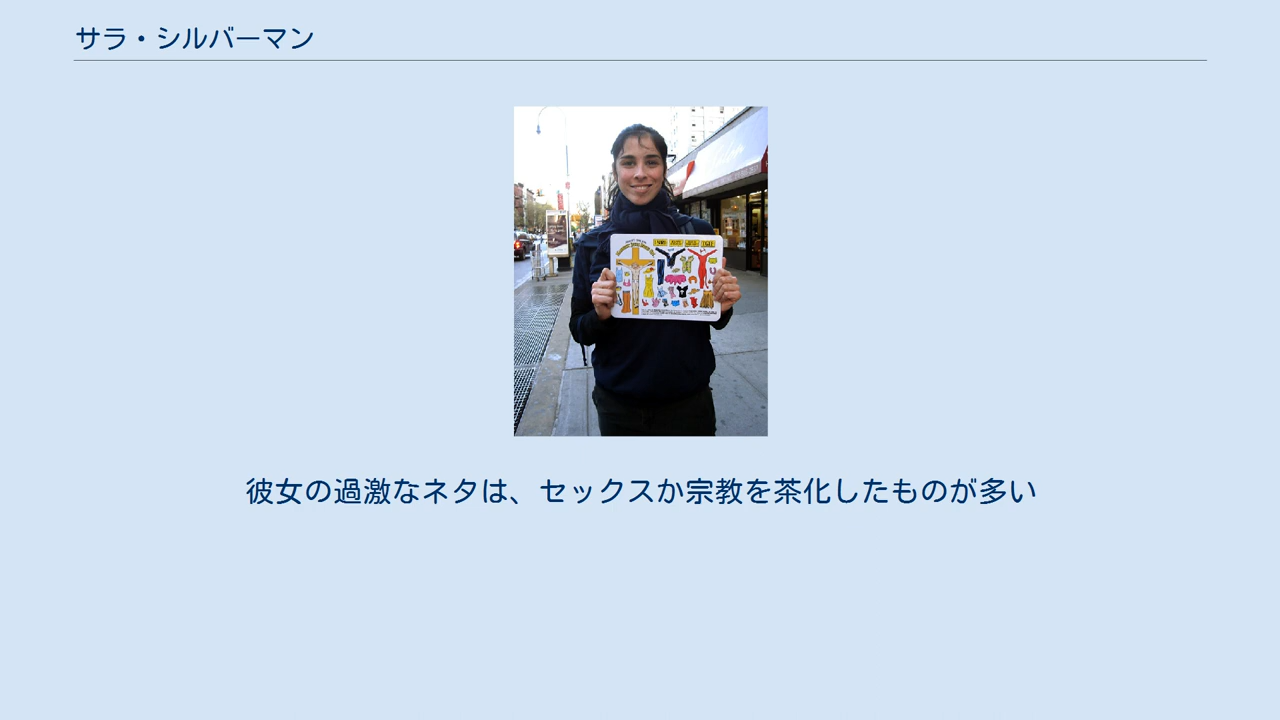 サラ・シルバーマン
彼女の過激なネタは、セックスか宗教を茶化したものが多い